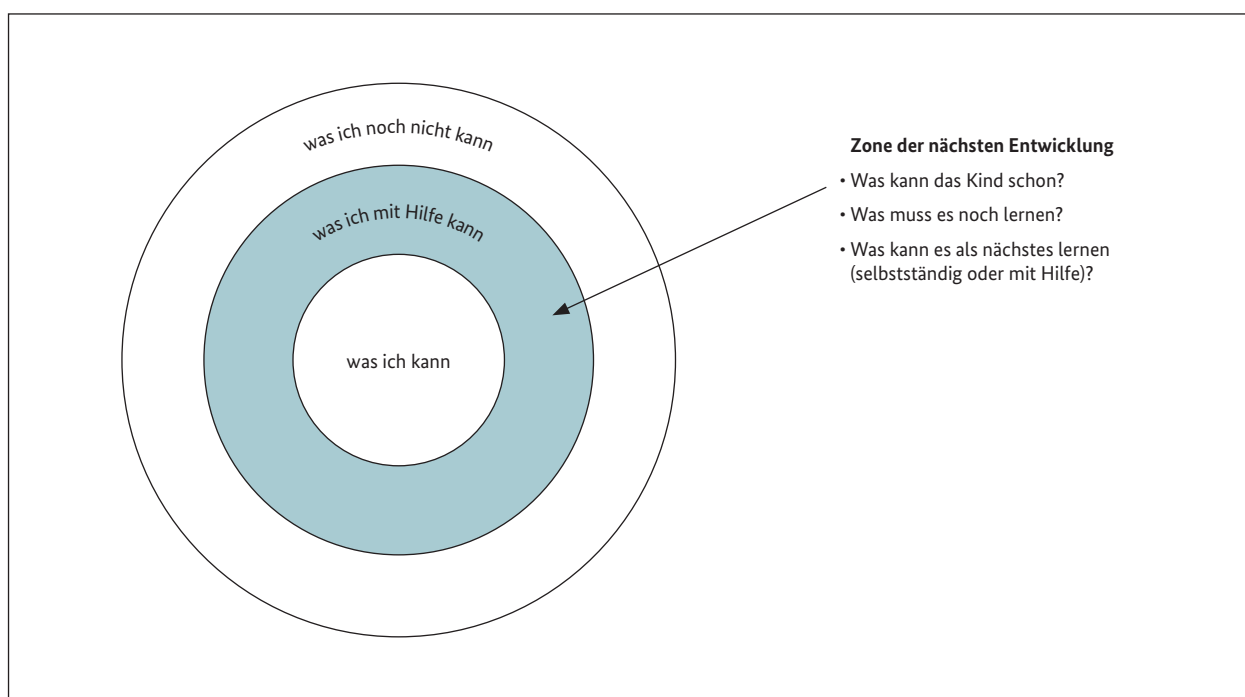 was ich noch nicht kann
was ich mit Hilfe kann
was ich kann
Zone der nächsten Entwicklung
• Was kann das Kind schon?
• Was muss es noch lernen?
• Was kann es als nächstes lernen
(selbstständig oder mit Hilfe)?